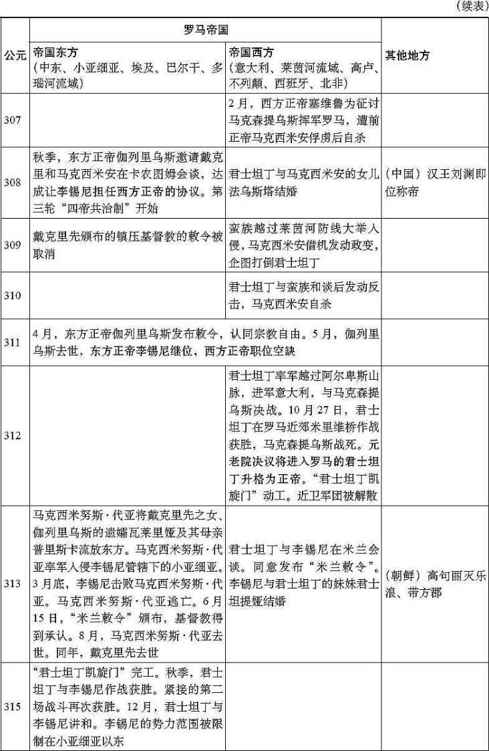 （续表）
罗马帝国
公元
帝国东方
（中东、小亚细亚、埃及、巴尔干、多
瑙河流域）
帝国西方
（意大利、莱茵河流域、高卢、
不列颠、西班牙、北非）
其他地方
307
2月，西方正帝塞维鲁为征讨
马克森提乌斯挥军罗马，遭前
正帝马克西米安俘虏后自杀
308
秋季，东方正帝伽列里乌斯邀请戴克
里和马克西米安会在卡农图姆会谈，达
成让李锡尼担任西方正帝的协议。第
三轮“四帝共治制”开始
君士坦丁与马克西米安的女儿
法乌斯塔结婚
（中国）汉王刘渊即
位称帝
309
戴克里先颁布的镇压基督教的敕令被
取消
蛮族越过莱茵河防线大举入
侵，马克西米安借机发动政变，
企图打倒君士坦丁
310
君士坦丁与蛮族和谈后发动反
击，马克西米安自杀
311
4月，东方正帝伽列里乌斯发布敕令，认同宗教自由。5月，伽列里
乌斯去世，东方正帝李锡尼继位，西方正帝职位空缺
312
君士坦丁率军越过阿尔卑斯山
脉，进军意大利，与马克森提
乌斯决战。10月27日，君士
坦丁在罗马近郊米里维桥作战
获胜，马克森提乌斯战死。元
老院决议将进入罗马的君士坦
丁升格为正帝。“君士坦丁凯
旋门”动工。近卫军团被解散
313
马克西米努斯·代亚将戴克里先之女、
伽列里乌斯的遗孀瓦莱里娅及其母亲
普里斯卡流放东方。马克西米努斯·代
亚率军入侵李锡尼管辖下的小亚细亚。
3月底，李锡尼击败马克西米努斯·代
亚。马克西米努斯·代亚逃亡。6月
15日，“米兰敕令”颁布，基督教得
到承认。8月，马克西米努斯·代亚去
世。同年，戴克里先去世
君士坦丁与李锡尼在米兰会
谈。同意发布“米兰敕令”。
李锡尼与君士坦丁的妹妹君士
坦提娅结婚
（朝鲜）高句丽灭乐
浪、带方郡
315
“君士坦丁凯旋门”完工。秋季，君士
坦丁与李锡尼作战获胜。紧接的第二
场战斗再次获胜。12月，君士坦丁与
李锡尼讲和。李锡尼的势力范围被限
制在小亚细亚以东